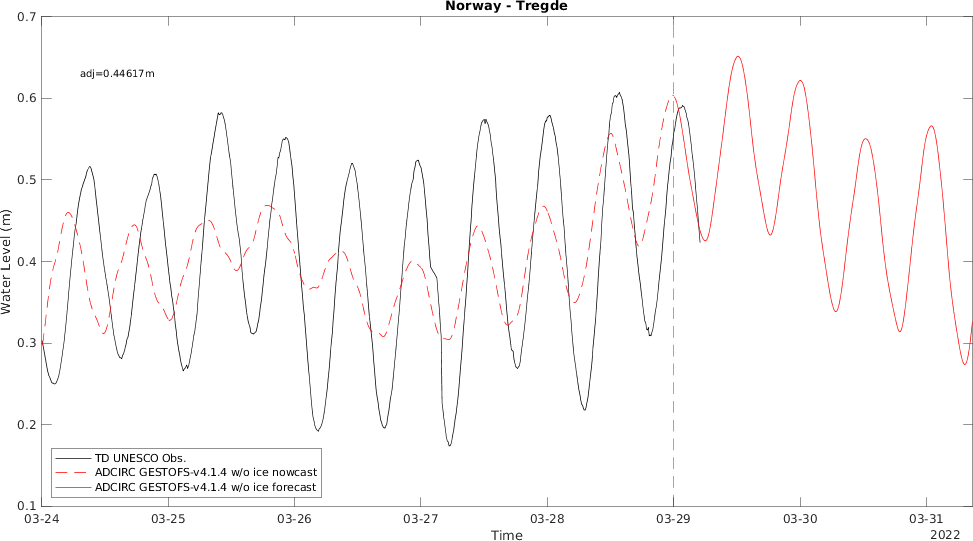 Norway - Tregde
0.7
adj=0.44617m
0.6
0.5
0.4
0.3
0.2
0.1
Water Level (m)
TD UNESCO Obs.
ADCIRC GESTOFS-v4.1.4 w/o ice nowcast
ADCIRC GESTOFS-v4.1.4 w/o ice forecast
03-24 03-25 03-26 03-27 03-28 03-29 03-30 03-31
Time
2022